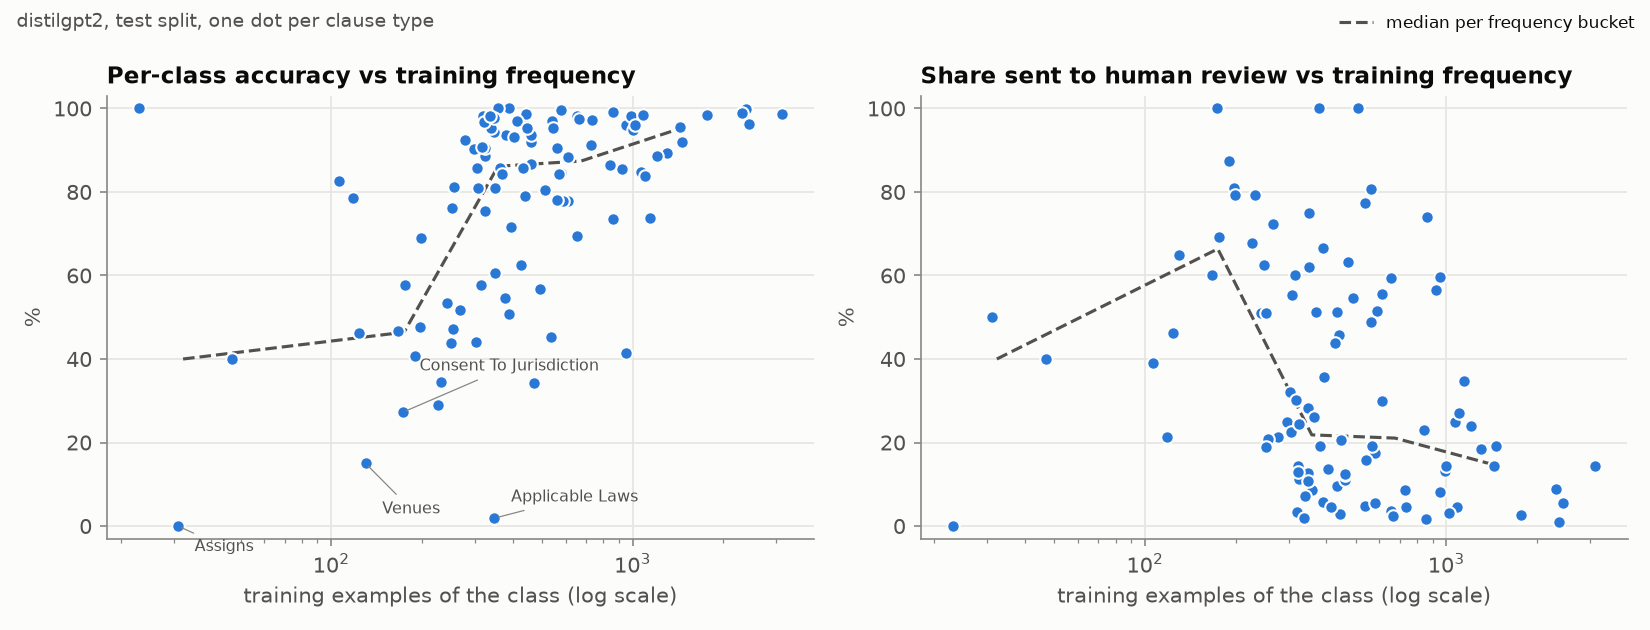 distilgpt2, test split, one dot per clause type
median per frequency bucket
Per-class accuracy vs training frequency
100
80
60
40
20
0
%
Consent To Jurisdiction
Venues
Applicable Laws
Assigns
10²
10³
training examples of the class (log scale)
Share sent to human review vs training frequency
100
80
60
40
20
0
%
10²
10³
training examples of the class (log scale)